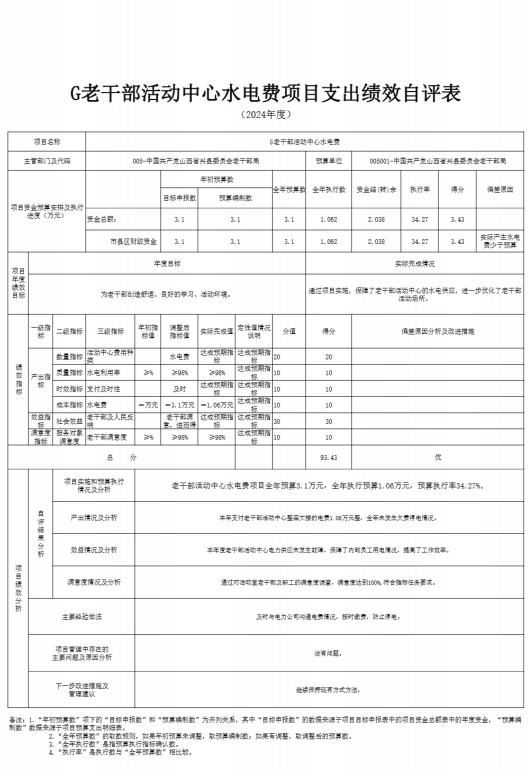 G老干部活动中心水电费项目支出绩效自评表
（2024年度）
项目名称 G老干部活动中心水电费
主管部门及代码 005-中国共产党山西省兴县委员会老干部局 预算单位 005001-中国共产党山西省兴县委员会老干部局
项目资金预算安排及执行进度（万元） 年初预算数 全年预算数 全年执行数 资金结(转)余 执行率 得分 偏差原因
目标申报数 预算编制数
资金总额： 3.1 3.1 3.1 1.062 2.038 34.27 3.43
市县区财政资金 3.1 3.1 3.1 1.062 2.038 34.27 3.43 实际产生水电费少于预算
项目年度绩效目标 年度目标 实际完成情况
为老干部创造舒适、良好的学习、活动环境。 通过项目实施，保障了老干部活动中心的水电供应，进一步优化了老干部活动场所。
绩效指标 一级指标 二级指标 三级指标 年初指标值 调整后指标值 实际完成值 定性值情况说明 分值 得分 偏差原因分析及改进措施
产出指标 数量指标 活动中心费用种类 水电费 达成预期指标 达成预期指标 20 20
质量指标 水电利用率 ≥% ≥98% ≥98% 达成预期指标 10 10
时效指标 支付及时性 及时 达成预期指标 达成预期指标 10 10
成本指标 水电费 =万元 =3.1万元 =1.06万元 达成预期指标 10 10
效益指标 社会效益 老干部及人民反响 老干部满意，进而得 达成预期指标 达成预期指标 30 30
满意度指标 服务对象满意度 老干部满意度 ≥% ≥98% ≥98% 达成预期指标 10 10
总 分 93.43 优
项目绩效分析 自评结果分析 项目实施和预算执行情况及分析 老干部活动中心水电费项目全年预算3.1万元，全年执行预算1.06万元，预算执行率34.27%。
产出情况及分析 本年支付老干部活动中心整座大楼的电费1.06万元整，全年未发生欠费停电情况。
效益情况及分析 本年度老干部活动中心电力供应未发生故障，保障了内部员工用电情况，提高了工作效率。
满意度情况及分析 通过对活动室老干部及职工的满意度调查，满意度达到100%,符合指标任务要求。
主要经验做法 及时与电力公司沟通电费情况，按时缴费，防止停电。
项目管理中存在的主要问题及原因分析 没有问题。
下一步改进措施及管理建议 继续保持现有方式方法。
备注：1.“年初预算数”项下的“目标申报数”和“预算编制数”为并列关系，其中“目标申报数”的数据来源于项目目标申报表中的项目资金总额表中的年度资金，“预算编制数”数据来源于项目预算支出明细表。
2.“全年预算数”的取数规则，如果年初预算未调整，取预算编制数；如果有调整，取调整后的预算数。
3.“全年执行数”是指预算执行指标确认数。
4.“执行率”是执行数与“全年预算数”相比较。